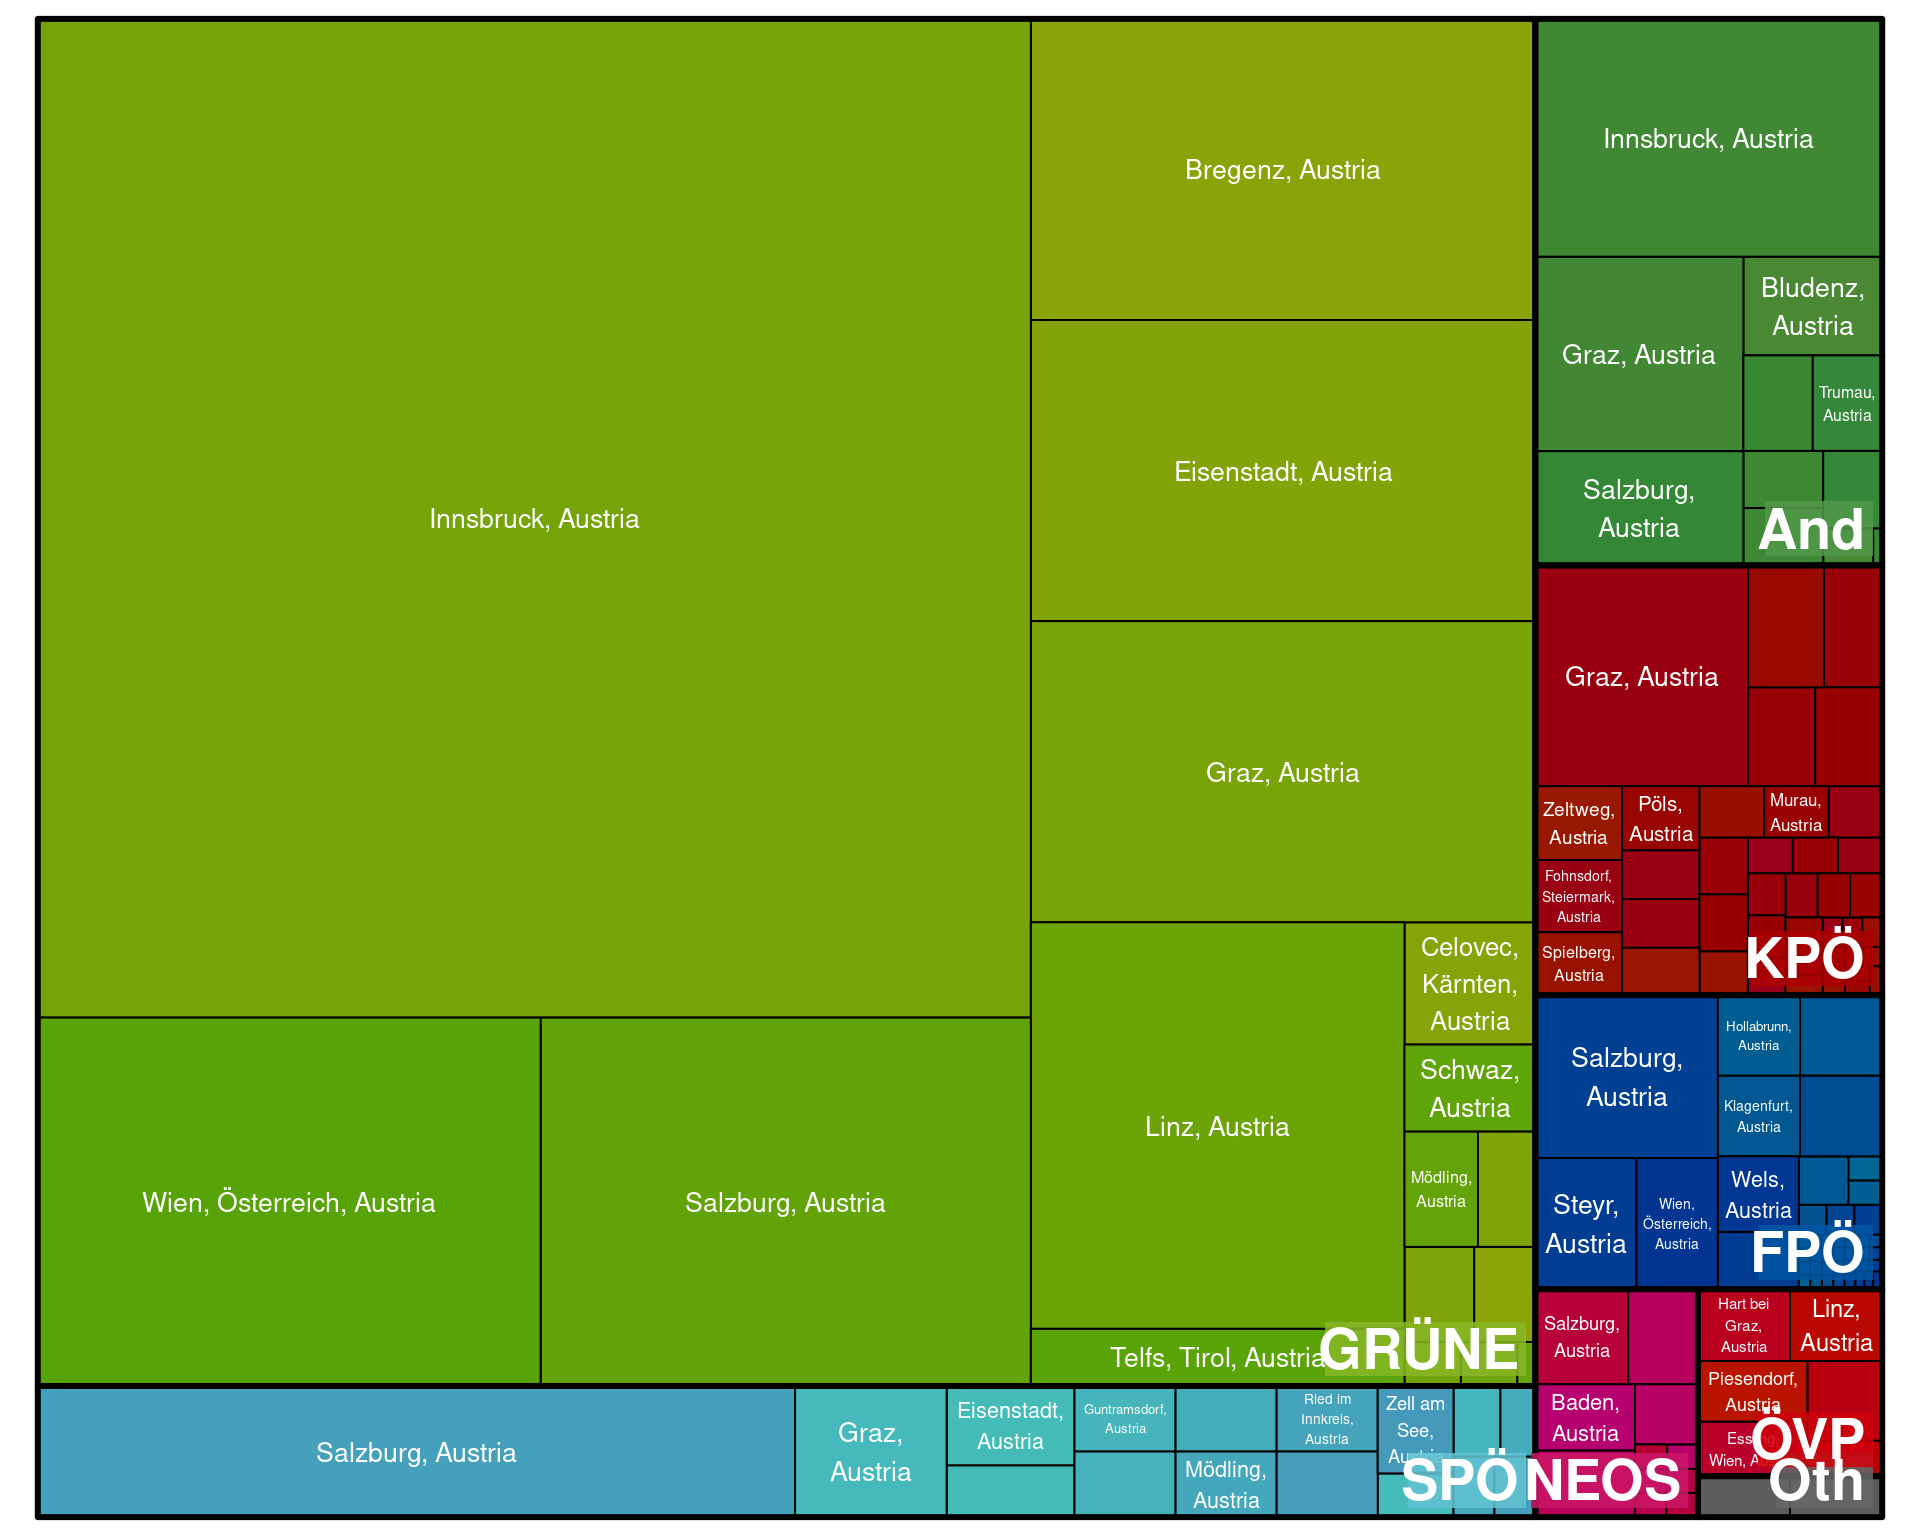 Innsbruck, Austria
Bregenz, Austria
Eisenstadt, Austria
Graz, Austria
Linz, Austria
Celovec,
Kärnten,
Austria
Schwaz,
Austria
Mödling,
Austria
Telfs, Tirol, Austria
Wien, Österreich, Austria
Salzburg, Austria
GRÜNE
Innsbruck, Austria
Graz, Austria
Bludenz,
Austria
Trumau,
Austria
Salzburg,
Austria
And
Graz, Austria
Zeltweg,
Austria
Pöls,
Austria
Murau,
Austria
Fohnsdorf,
Steiermark,
Austria
Spielberg,
Austria
KPÖ
Salzburg,
Austria
Hollabrunn,
Austria
Klagenfurt,
Austria
Steyr,
Austria
Wien,
Österreich,
Austria
Wels,
Austria
FPÖ
Salzburg, Austria
Graz,
Austria
Eisenstadt,
Austria
Guntramsdorf,
Austria
Mödling,
Austria
Ried im
Innkreis,
Austria
Zell am
See,
Austria
SPÖ
Salzburg,
Austria
Baden,
Austria
NEOS
Hart bei
Graz,
Austria
Linz,
Austria
Piesendorf,
Austria
Wien,
ÖVP
Oth